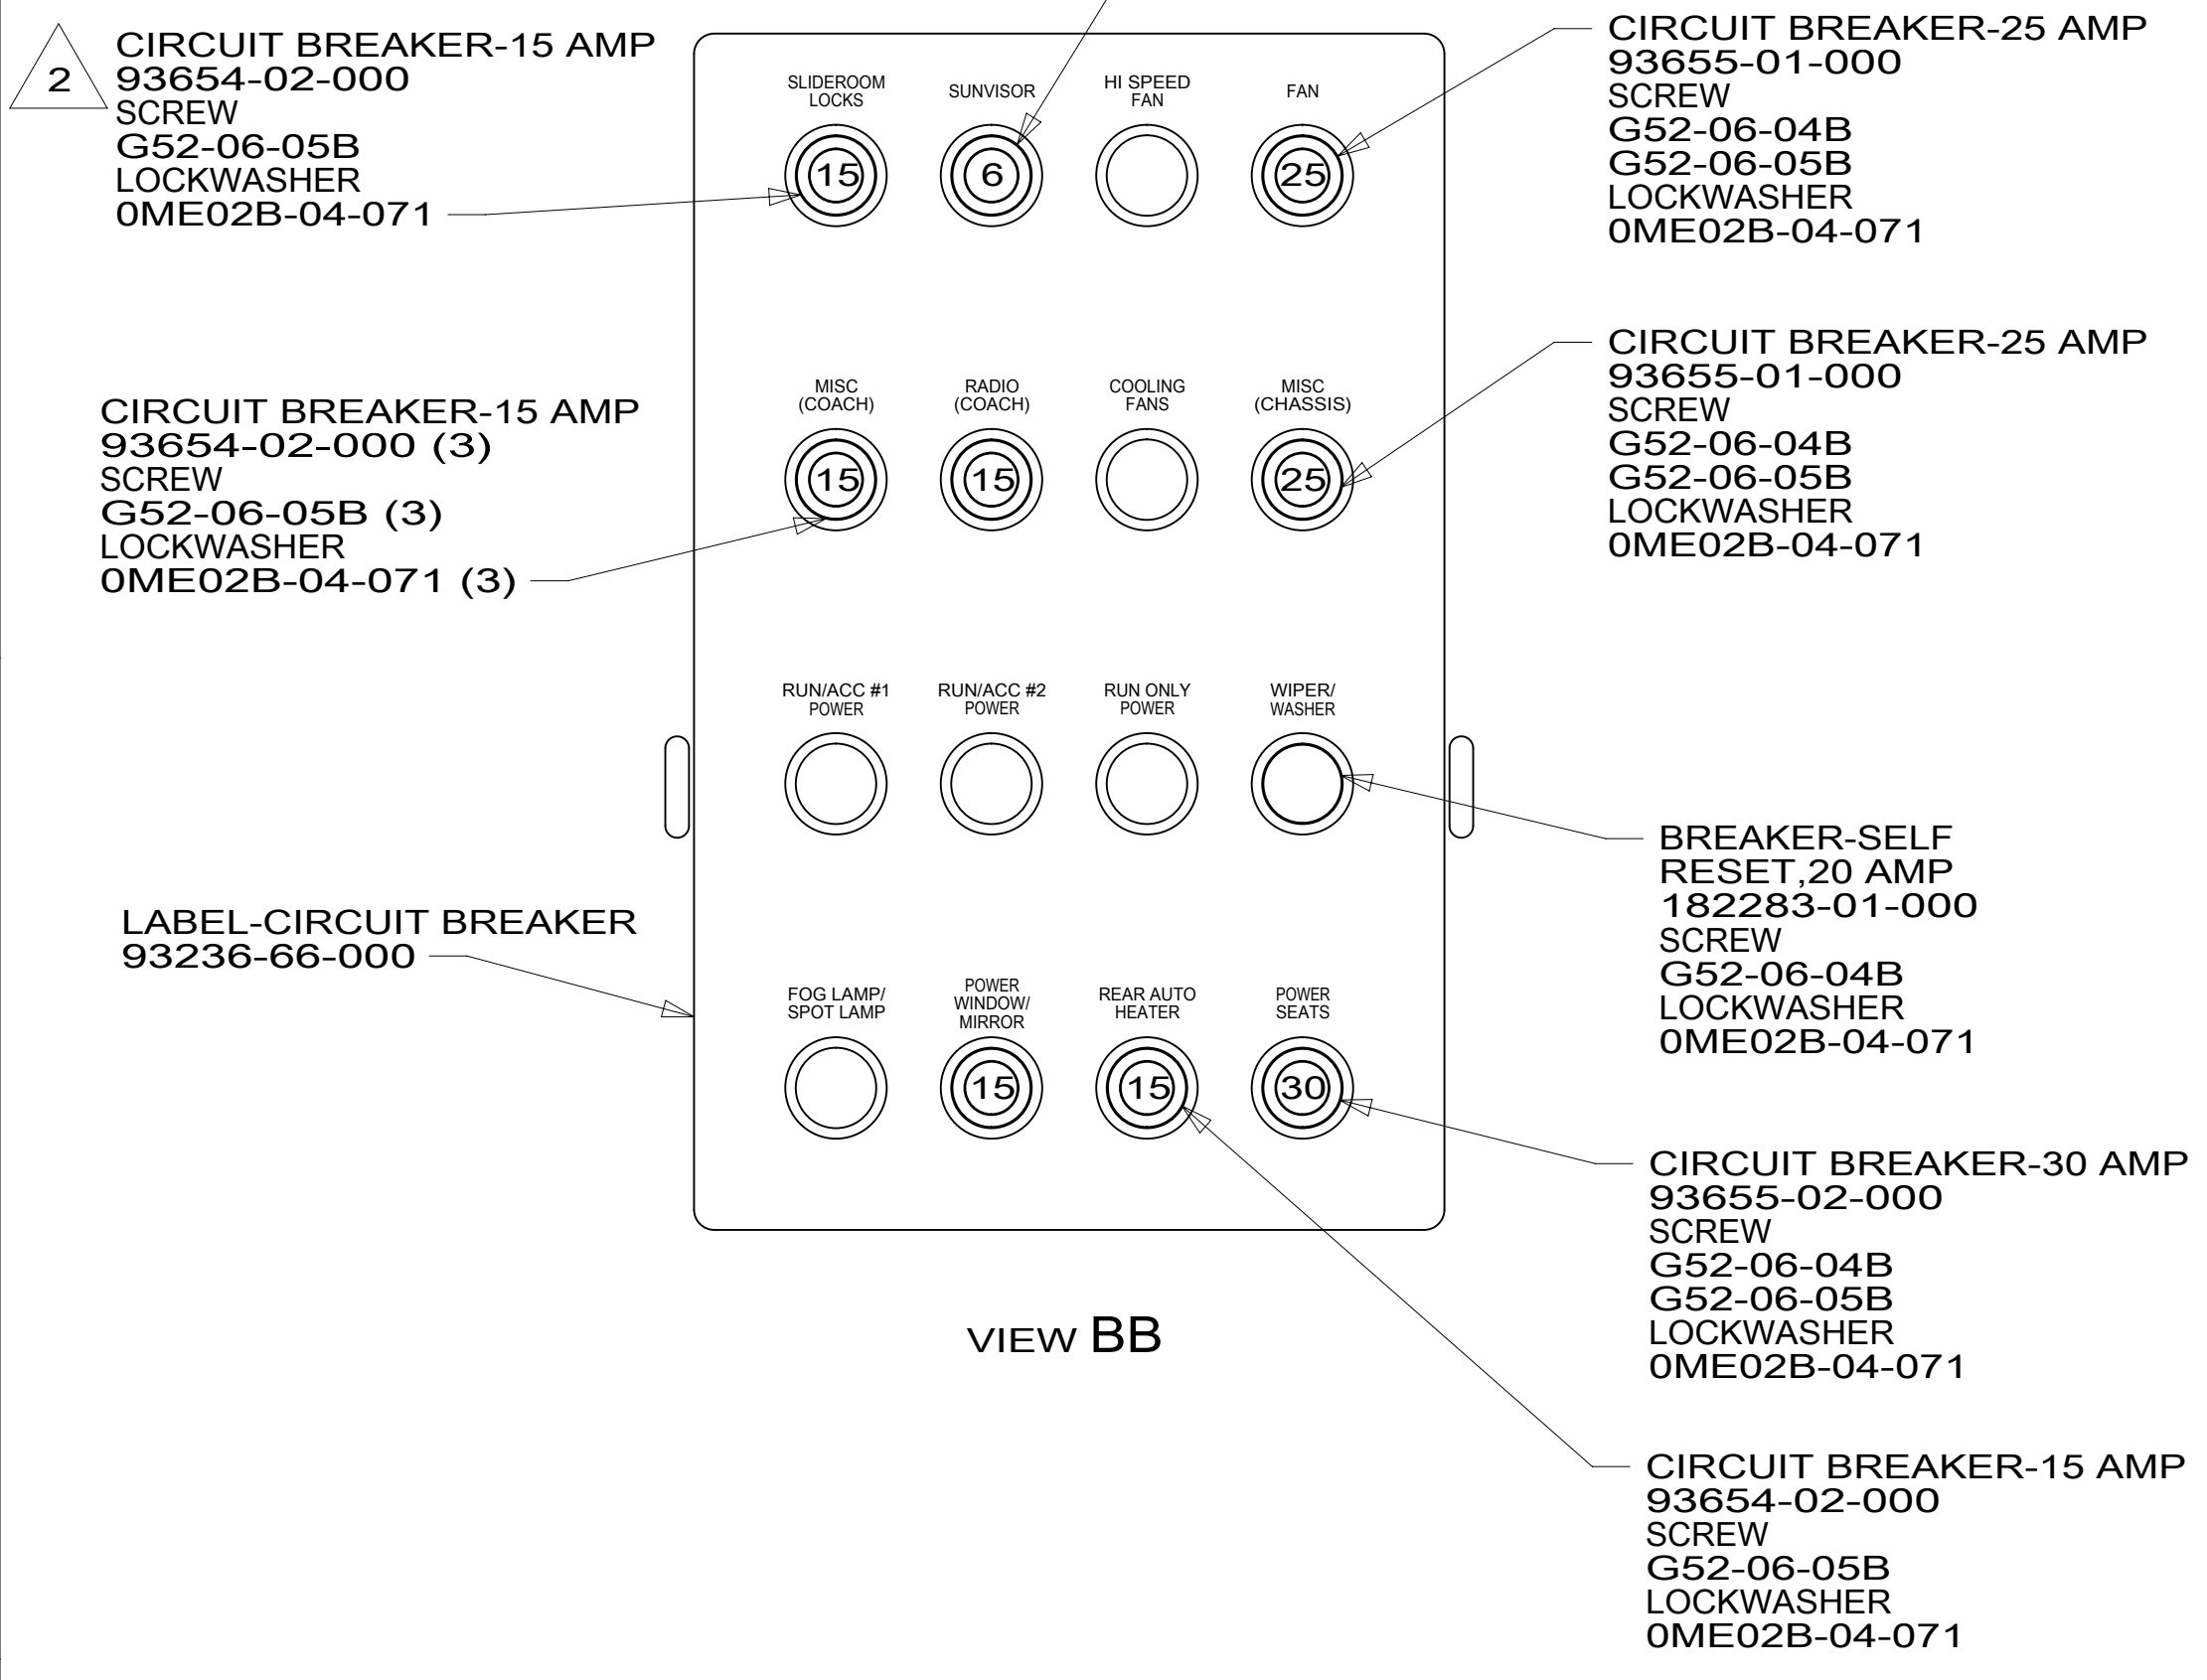 2
CIRCUIT BREAKER-15 AMP
93654-02-000
SCREW
G52-06-05B
LOCKWASHER
0ME02B-04-071
CIRCUIT BREAKER-15 AMP
93654-02-000 (3)
SCREW
G52-06-05B (3)
LOCKWASHER
0ME02B-04-071 (3)
LABEL-CIRCUIT BREAKER
93236-66-000
SLIDEROOM
LOCKS
15
SUNVISOR
6
HI SPEED
FAN
FAN
25
MISC
(COACH)
15
RADIO
(COACH)
15
COOLING
FANS
MISC
(CHASSIS)
25
RUN/ACC #1
POWER
RUN/ACC #2
POWER
RUN ONLY
POWER
WIPER/
WASHER
FOG LAMP/
SPOT LAMP
POWER
WINDOW/
MIRROR
15
REAR AUTO
HEATER
15
POWER
SEATS
30
VIEW BB
CIRCUIT BREAKER-25 AMP
93655-01-000
SCREW
G52-06-04B
G52-06-05B
LOCKWASHER
0ME02B-04-071
CIRCUIT BREAKER-25 AMP
93655-01-000
SCREW
G52-06-04B
G52-06-05B
LOCKWASHER
0ME02B-04-071
BREAKER-SELF
RESET,20 AMP
182283-01-000
SCREW
G52-06-04B
LOCKWASHER
0ME02B-04-071
CIRCUIT BREAKER-30 AMP
93655-02-000
SCREW
G52-06-04B
G52-06-05B
LOCKWASHER
0ME02B-04-071
CIRCUIT BREAKER-15 AMP
93654-02-000
SCREW
G52-06-05B
LOCKWASHER
0ME02B-04-071